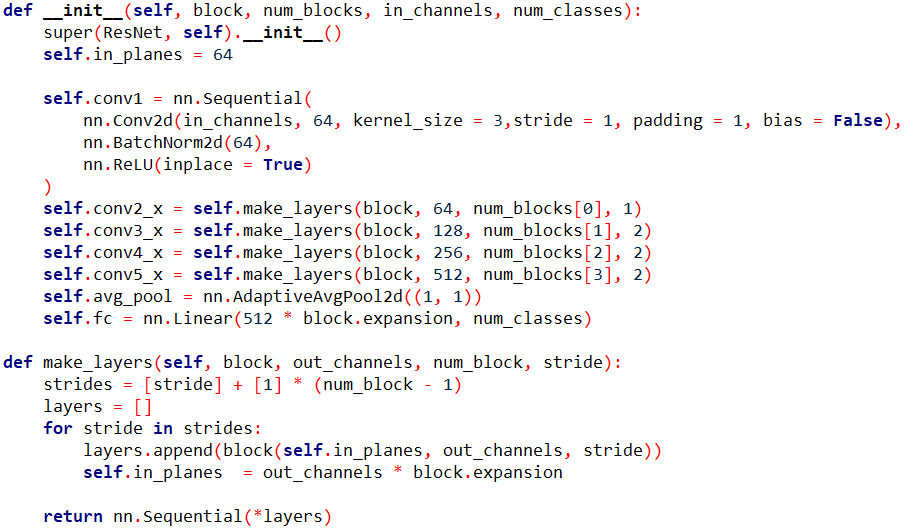 def __init__(self, block, num_blocks, in_channels, num_classes):
    super(ResNet, self).__init__()
    self.in_planes = 64

    self.conv1 = nn.Sequential(
        nn.Conv2d(in_channels, 64, kernel_size = 3,stride = 1, padding = 1, bias = False),
        nn.BatchNorm2d(64),
        nn.ReLU(inplace = True)
    )
    self.conv2_x = self.make_layers(block, 64, num_blocks[0], 1)
    self.conv3_x = self.make_layers(block, 128, num_blocks[1], 2)
    self.conv4_x = self.make_layers(block, 256, num_blocks[2], 2)
    self.conv5_x = self.make_layers(block, 512, num_blocks[3], 2)
    self.avg_pool = nn.AdaptiveAvgPool2d((1, 1))
    self.fc = nn.Linear(512 * block.expansion, num_classes)

def make_layers(self, block, out_channels, num_block, stride):
    strides = [stride] + [1] * (num_block - 1)
    layers = []
    for stride in strides:
        layers.append(block(self.in_planes, out_channels, stride))
        self.in_planes  = out_channels * block.expansion

    return nn.Sequential(*layers)